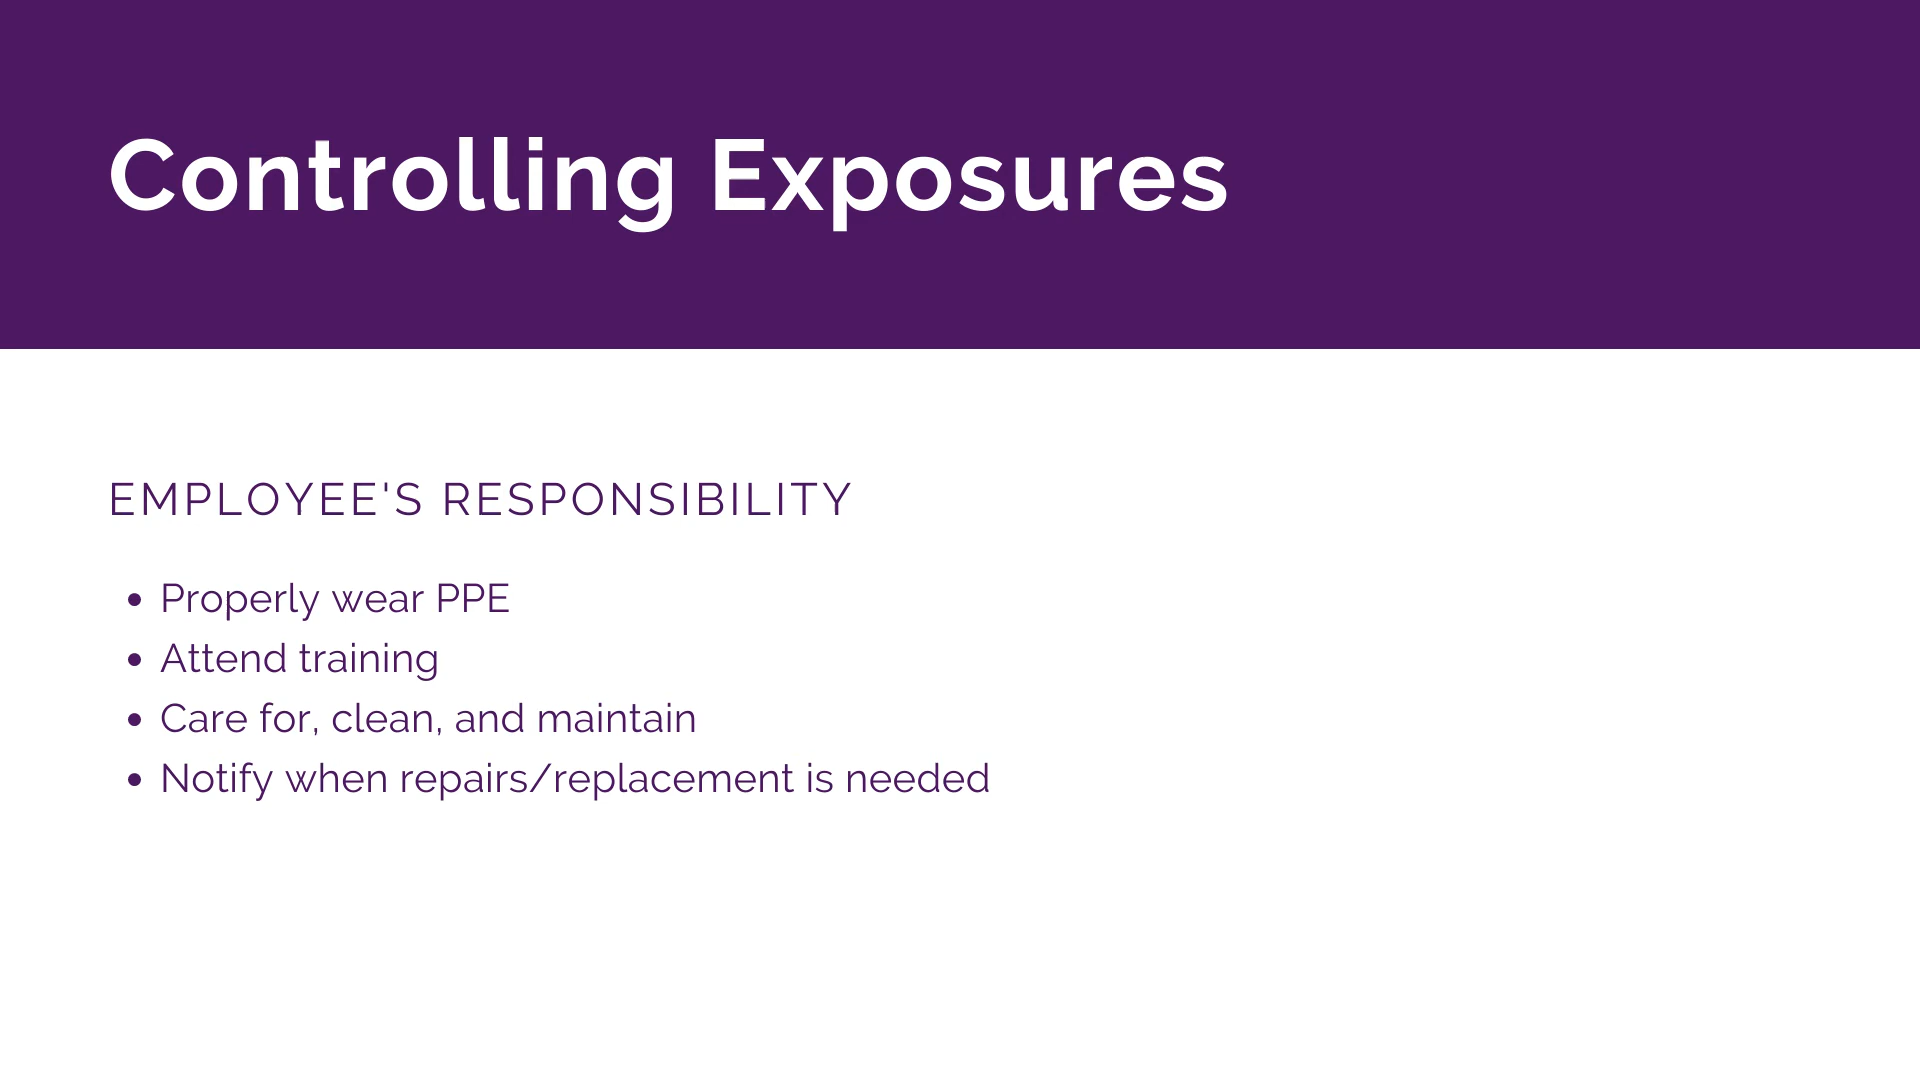 Controlling Exposures
EMPLOYEE'S RESPONSIBILITY
• Properly wear PPE
• Attend training
• Care for, clean, and maintain
• Notify when repairs/replacement is needed